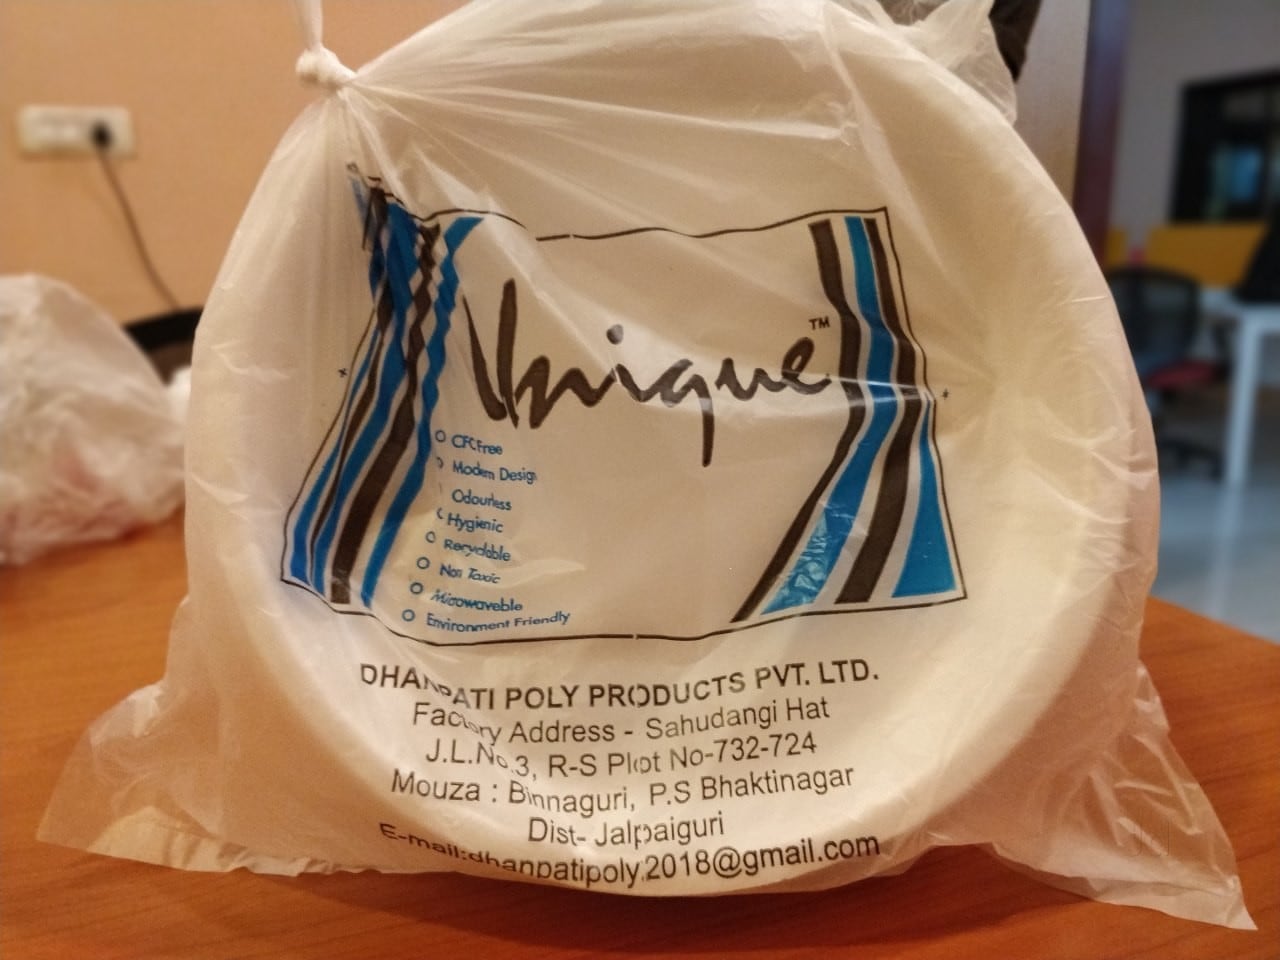 Unique™
CFC Free
Modern Design
Odourless
Hygienic
Recyclable
Non Toxic
Microwaveble
Environment Friendly
DHANPATI POLY PRODUCTS PVT. LTD.
Factory Address - Sahudangi Hat
J.L.No.3, R-S Plot No-732-724
Mouza : Binnaguri, P.S Bhaktinagar
Dist- Jalpaiguri
E-mail:dhanpatipoly.2018@gmail.com